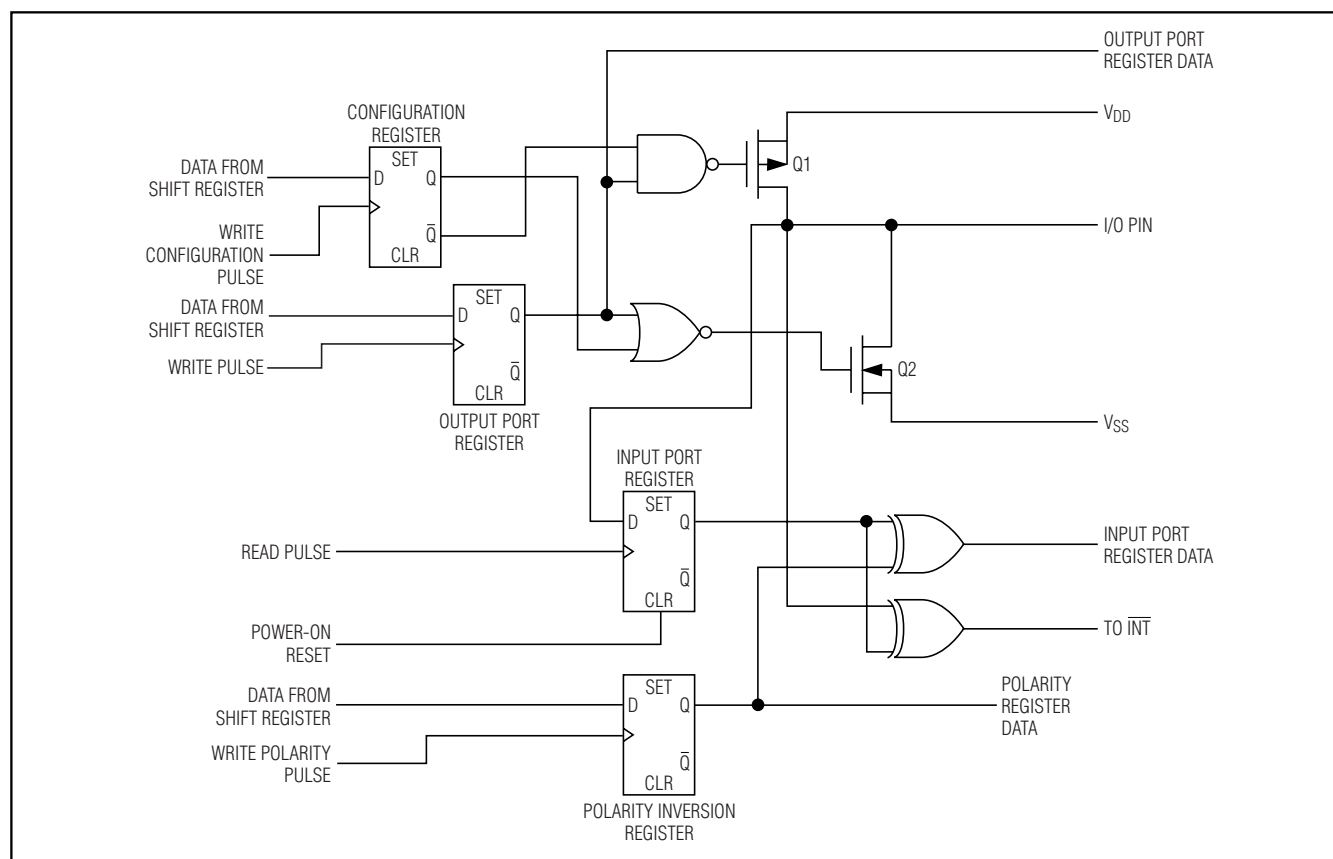 OUTPUT PORT
REGISTER DATA
V_DD
CONFIGURATION
REGISTER
SET
DATA FROM
SHIFT REGISTER
D
Q
Q1
WRITE
CONFIGURATION
PULSE
Q̅
CLR
I/O PIN
DATA FROM
SHIFT REGISTER
SET
D
Q
WRITE PULSE
Q̅
CLR
Q2
OUTPUT PORT
REGISTER
V_SS
INPUT PORT
REGISTER
SET
D
Q
READ PULSE
Q̅
CLR
INPUT PORT
REGISTER DATA
POWER-ON
RESET
TO I̅N̅T̅
DATA FROM
SHIFT REGISTER
SET
D
Q
POLARITY
REGISTER
DATA
WRITE POLARITY
PULSE
Q̅
CLR
POLARITY INVERSION
REGISTER